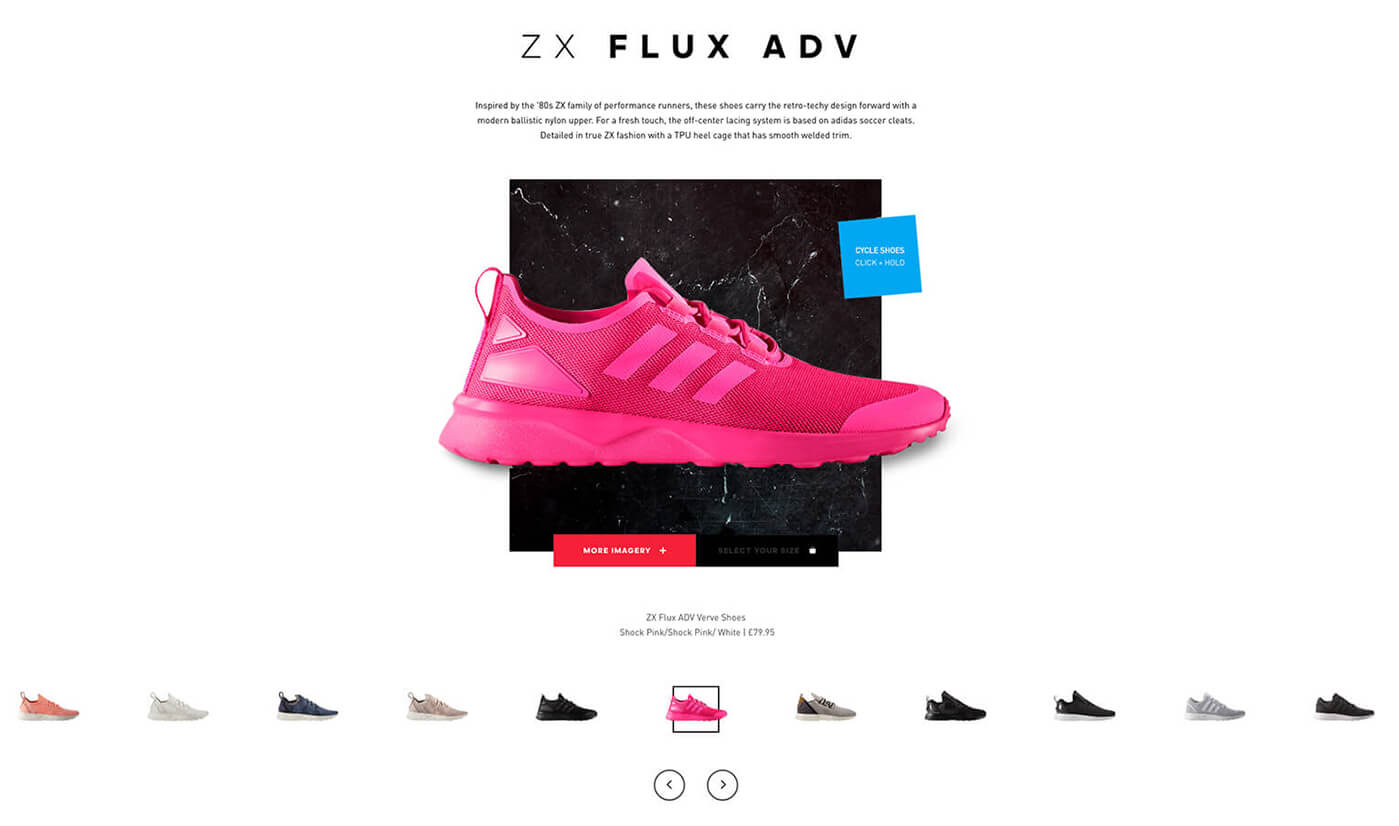 ZX FLUX ADV
Inspired by the '80s ZX family of performance runners, these shoes carry the retro-techy design forward with a
modern ballistic nylon upper. For a fresh touch, the off-center lacing system is based on adidas soccer cleats.
Detailed in true ZX fashion with a TPU heel cage that has smooth welded trim.
CYCLE SHOES
CLICK + HOLD
MORE IMAGERY +
SELECT YOUR SIZE
ZX Flux ADV Verve Shoes
Shock Pink/Shock Pink/ White | £79.95